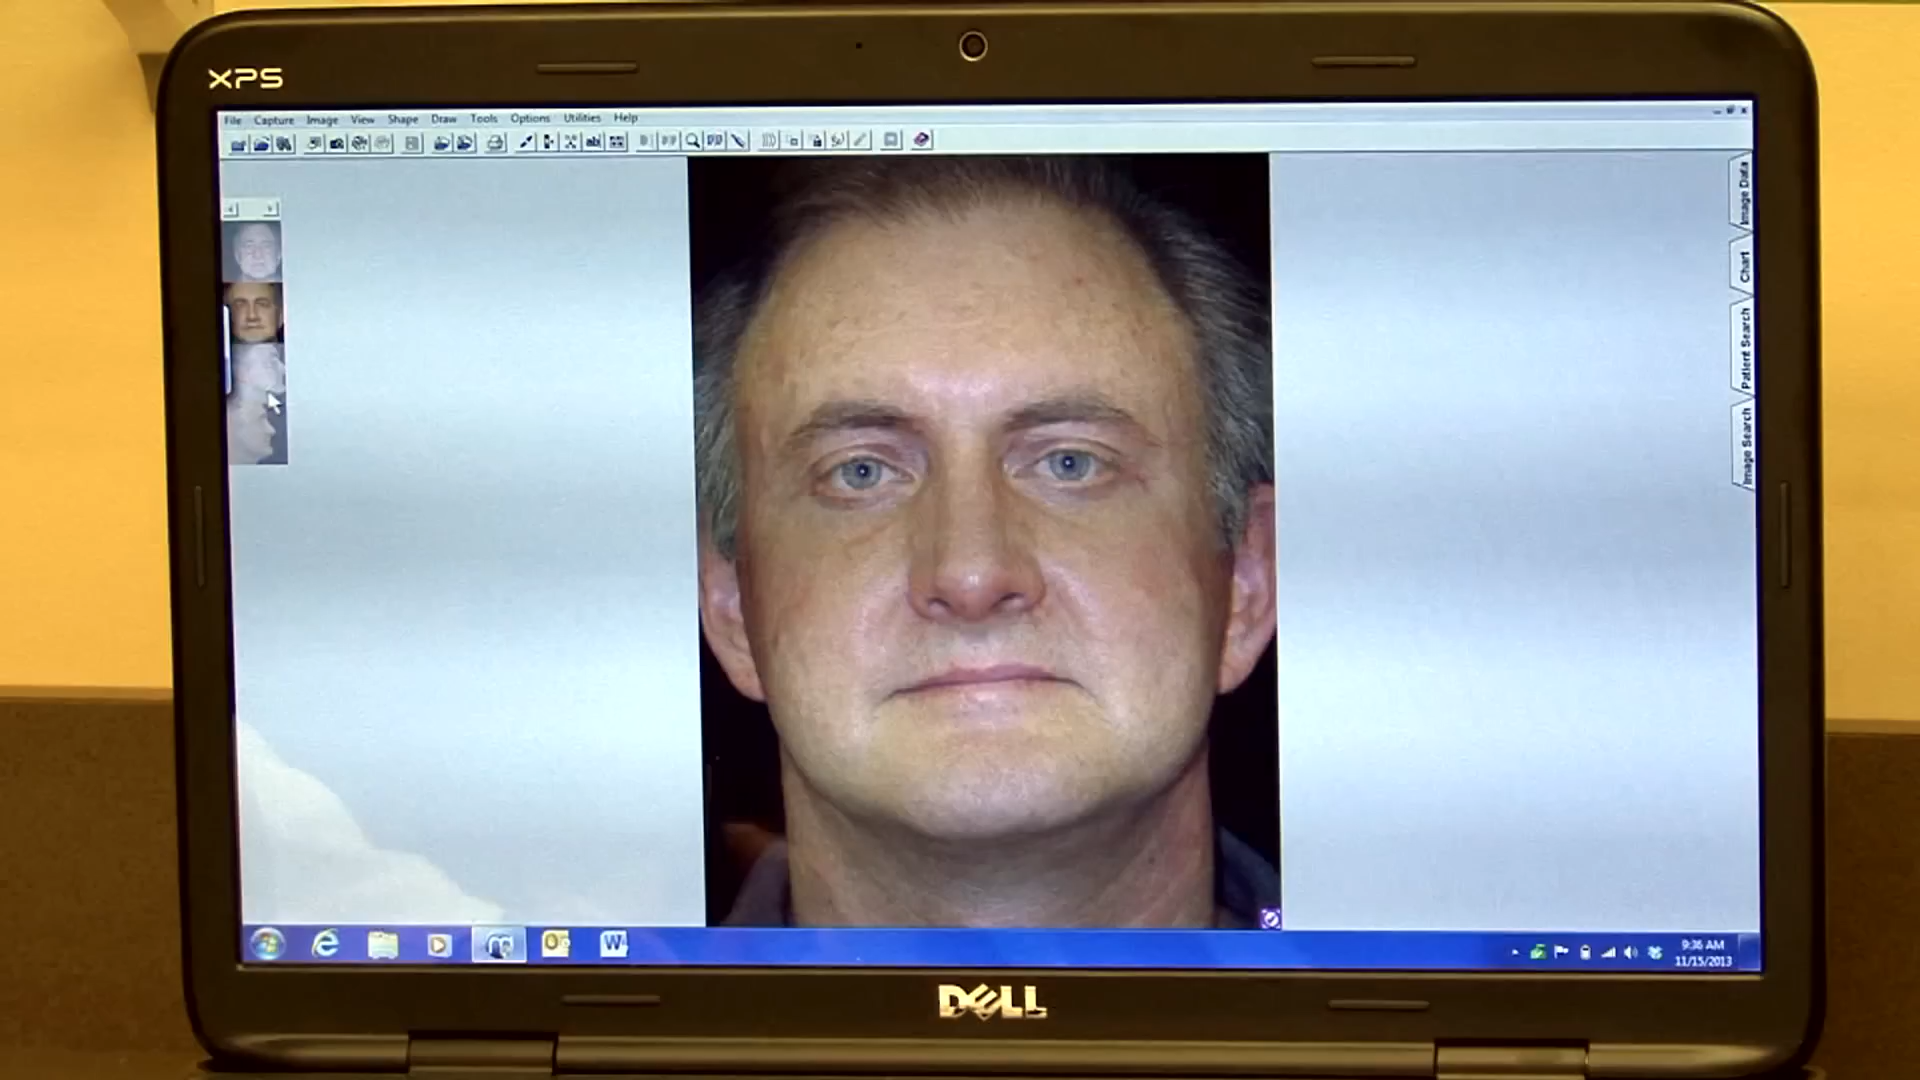 XPS
File Capture Image View Shape Draw Tools Options Utilities Help
Image Data
Chart
Patient Search
Image Search
9:36 AM
11/15/2013
DELL